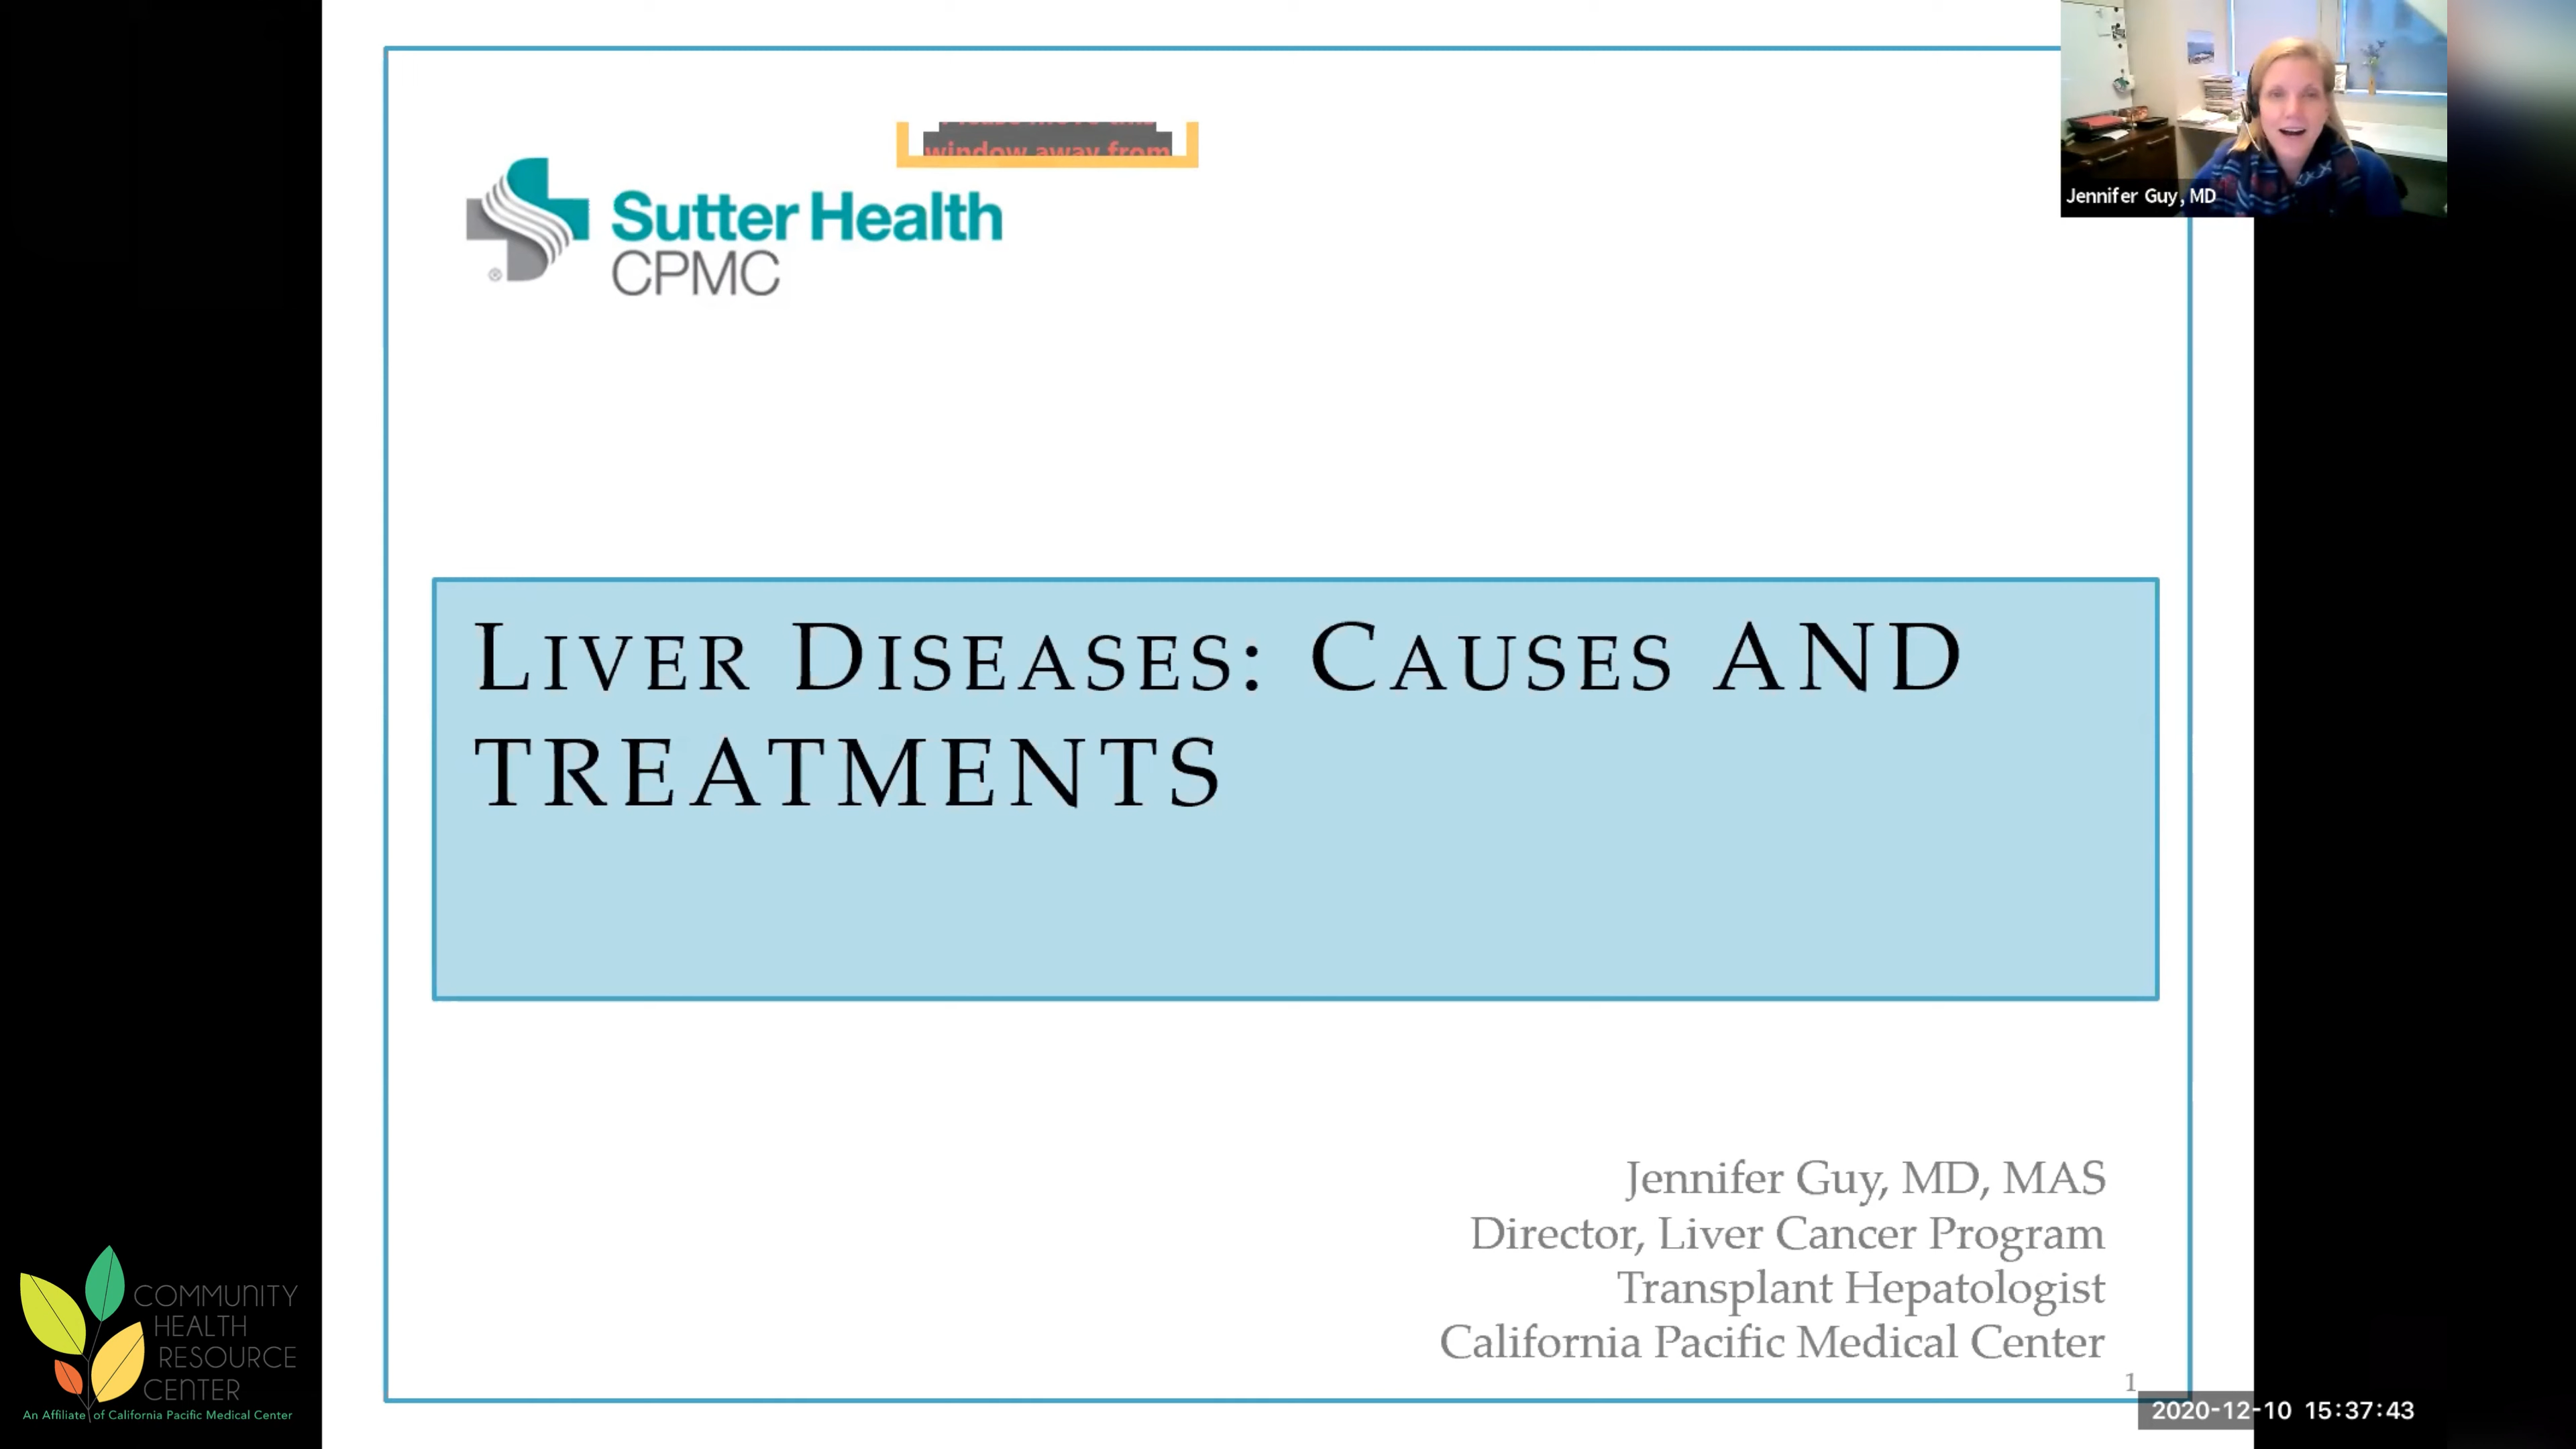 window away from
Sutter Health
CPMC
®
Jennifer Guy, MD
LIVER DISEASES: CAUSES AND
TREATMENTS
Jennifer Guy, MD, MAS
Director, Liver Cancer Program
Transplant Hepatologist
California Pacific Medical Center
1
COMMUNITY
HEALTH
RESOURCE
CENTER
An Affiliate of California Pacific Medical Center
2020-12-10 15:37:43